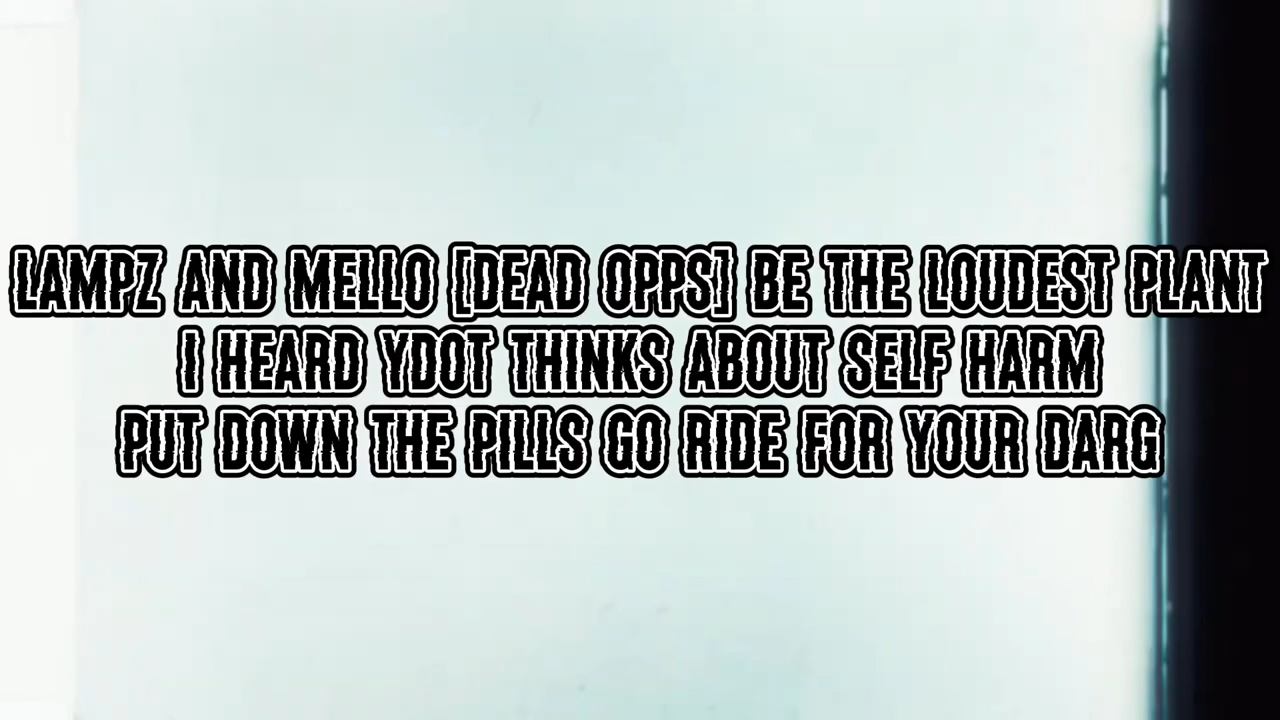 LAMPZ AND MELLO [DEAD OPPS] BE THE LOUDEST PLANT
I HEARD YDOT THINKS ABOUT SELF HARM
PUT DOWN THE PILLS GO RIDE FOR YOUR DARG